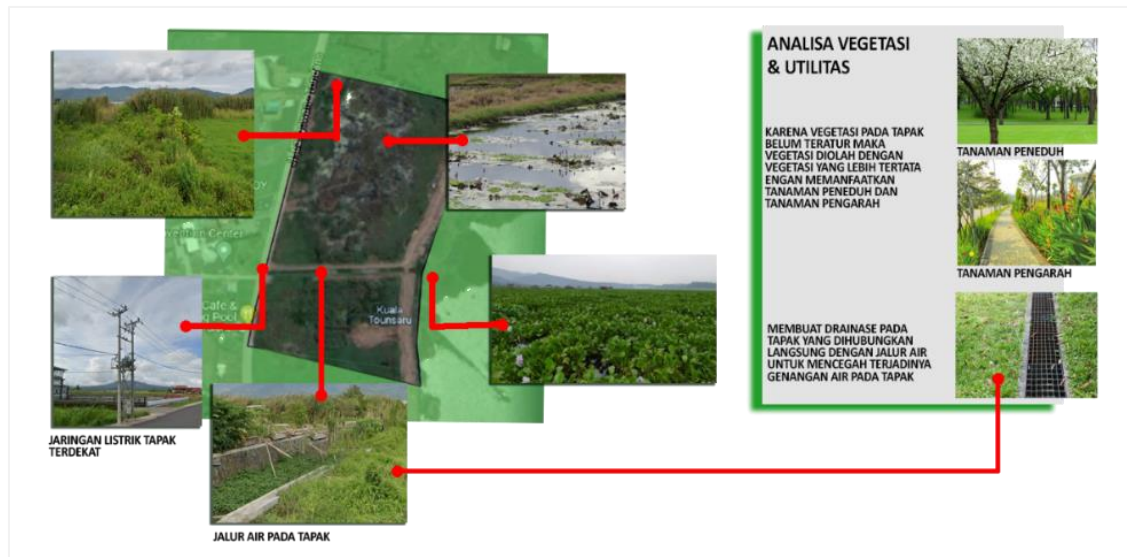 Cafe &
Kuala
Tounsaru
JARINGAN LISTRIK TAPAK
TERDEKAT
JALUR AIR PADA TAPAK
ANALISA VEGETASI
& UTILITAS
KARENA VEGETASI PADA TAPAK
BELUM TERATUR MAKA
VEGETASI DIOLAH DENGAN
VEGETASI YANG LEBIH TERTATA
ENGAN MEMANFAATKAN
TANAMAN PENEDUH DAN
TANAMAN PENGARAH
TANAMAN PENEDUH
TANAMAN PENGARAH
MEMBUAT DRAINASE PADA
TAPAK YANG DIHUBUNGKAN
LANGSUNG DENGAN JALUR AIR
UNTUK MENCEGAH TERJADINYA
GENANGAN AIR PADA TAPAK